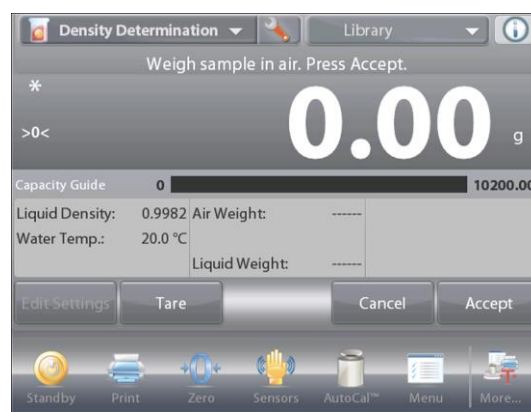 Density Determination Library
Weigh sample in air. Press Accept.
*
>0<
0.00 g
Capacity Guide 0 10200.00
Liquid Density: 0.9982 Air Weight: ------
Water Temp.: 20.0 °C
Liquid Weight: ------
Edit Settings Tare Cancel Accept
Standby Print Zero Sensors AutoCal™ Menu More...